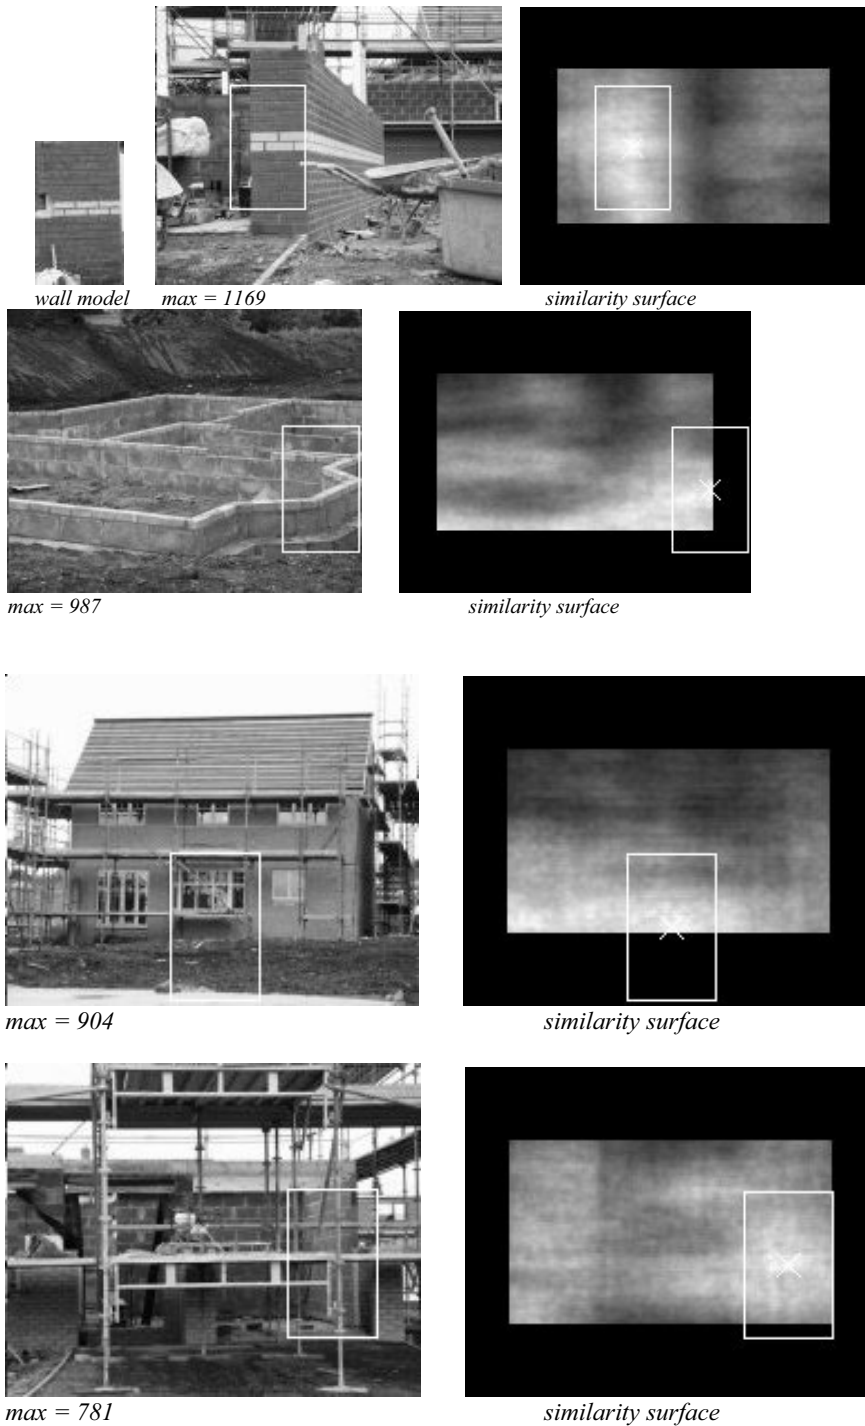 wall model
max = 1169
similarity surface
max = 987
similarity surface
max = 904
similarity surface
max = 781
similarity surface